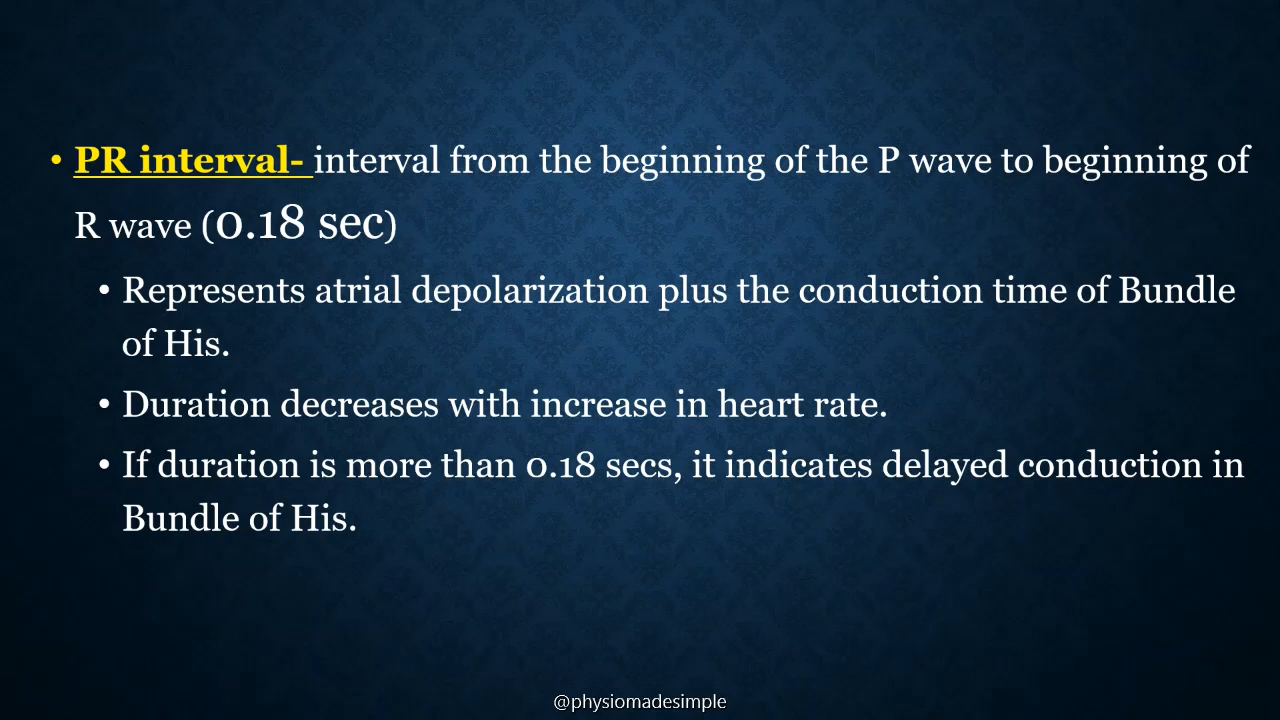 • PR interval- interval from the beginning of the P wave to beginning of
R wave (0.18 sec)
• Represents atrial depolarization plus the conduction time of Bundle
of His.
• Duration decreases with increase in heart rate.
• If duration is more than 0.18 secs, it indicates delayed conduction in
Bundle of His.
@physiomadesimple